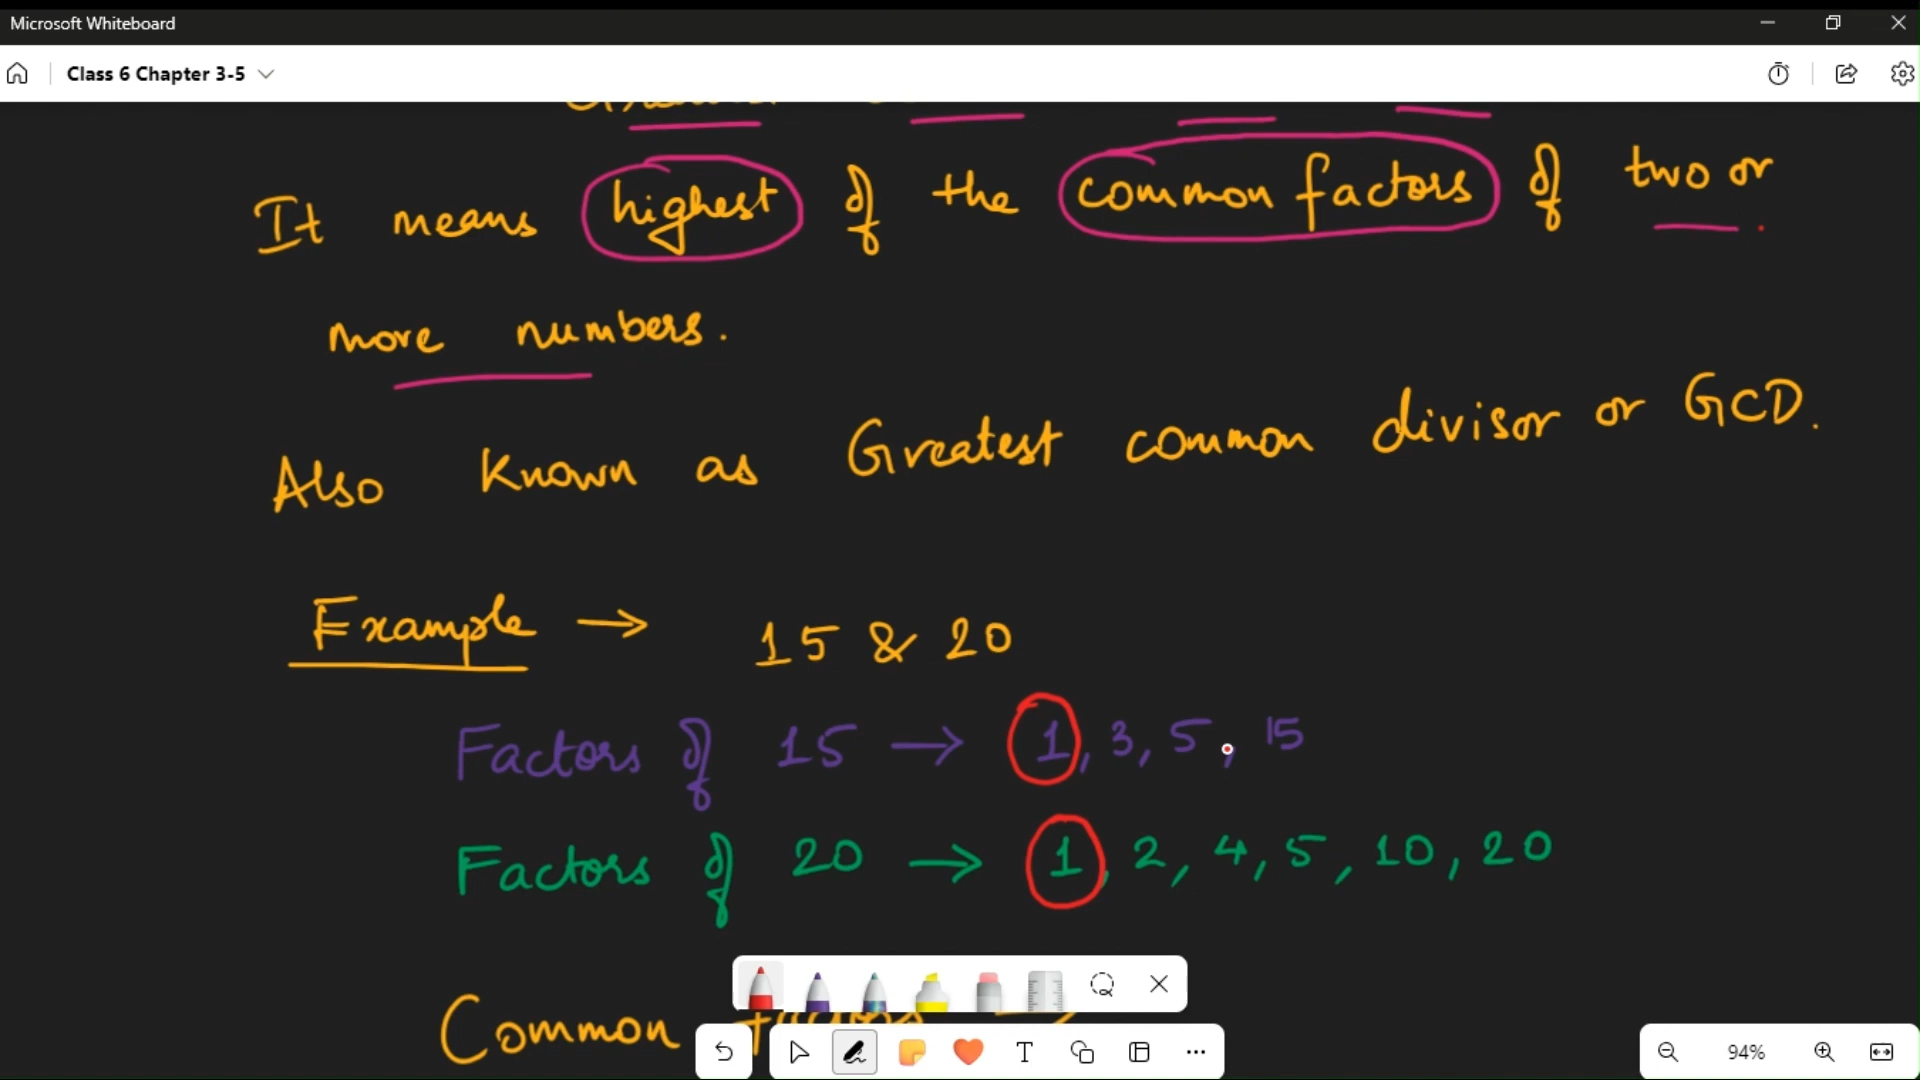 Microsoft Whiteboard
Class 6 Chapter 3-5
It means highest of the common factors of two or
more numbers.
Also known as Greatest common divisor or GCD.
Example → 15 & 20
Factors of 15 → 1, 3, 5, 15
Factors of 20 → 1, 2, 4, 5, 10, 20
Common
94%